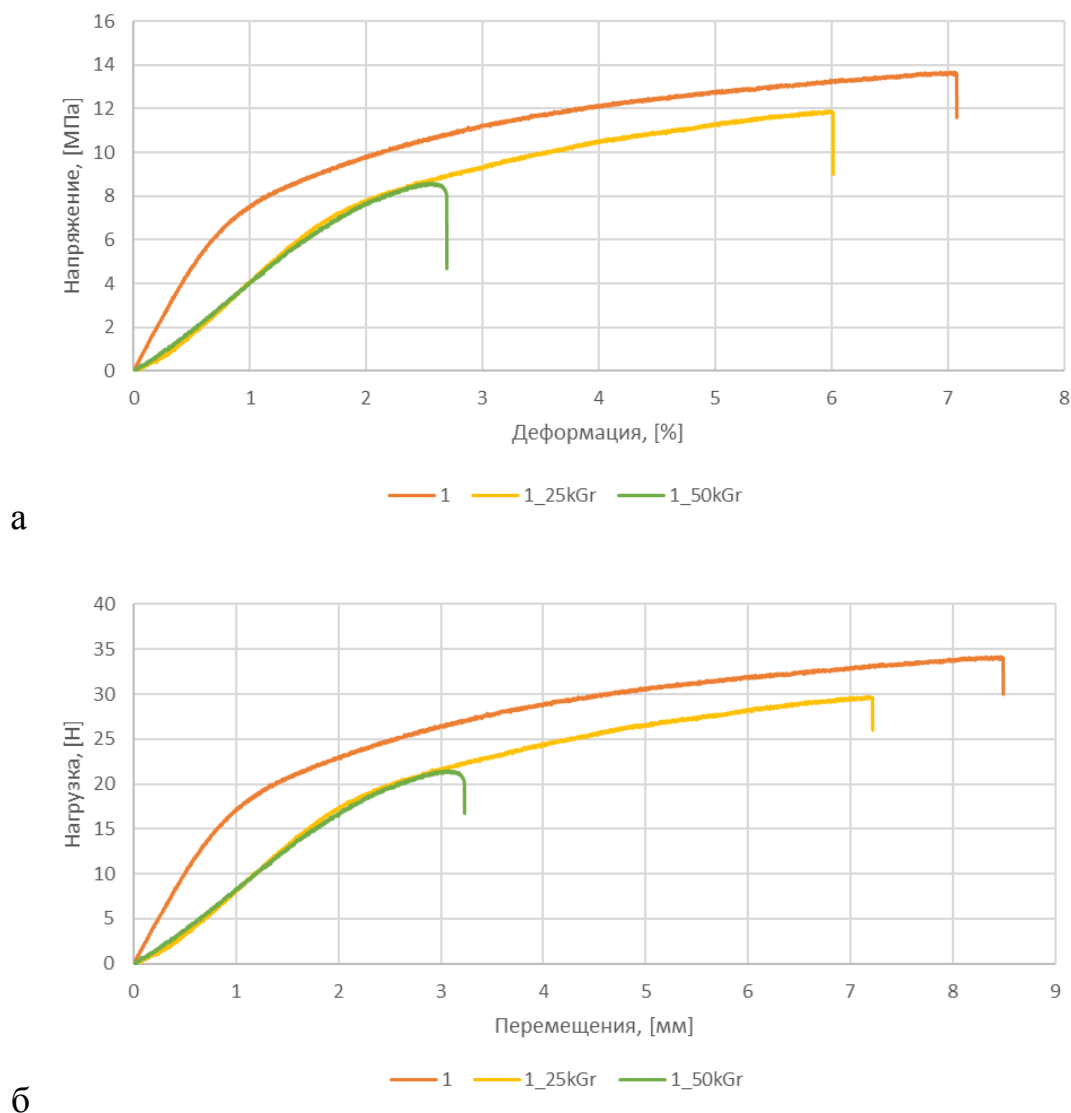 16
14
12
10
8
6
4
2
0
Напряжение, [МПа]
0 1 2 3 4 5 6 7 8
Деформация, [%]
1 1_25kGr 1_50kGr
а
40
35
30
25
20
15
10
5
0
Нагрузка, [Н]
0 1 2 3 4 5 6 7 8 9
Перемещения, [мм]
1 1_25kGr 1_50kGr
б